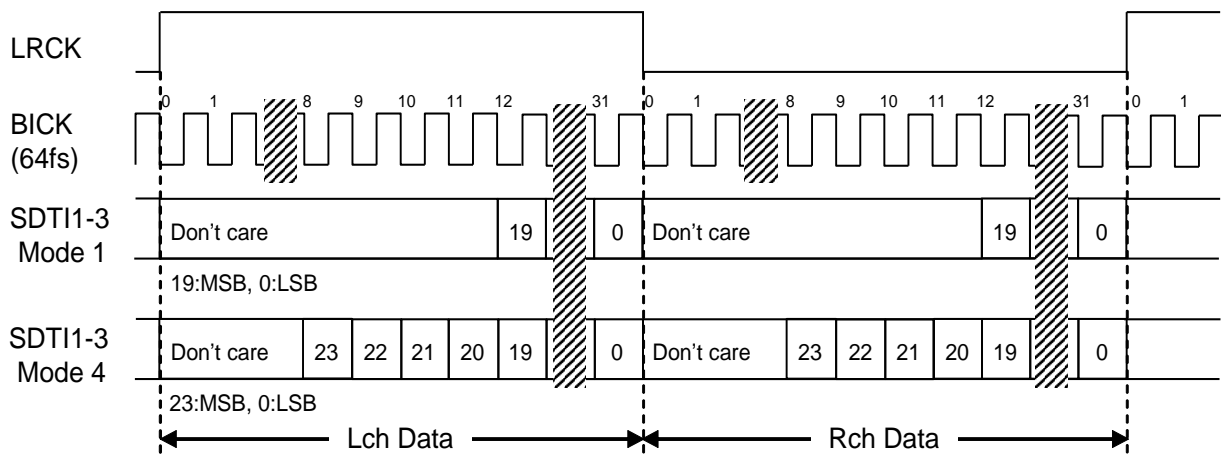 LRCK
0 1 8 9 10 11 12 31 0 1 8 9 10 11 12 31 0 1
BICK
(64fs)
SDTI1-3
Mode 1
Don't care 19 0 Don't care 19 0
19:MSB, 0:LSB
SDTI1-3
Mode 4
Don't care 23 22 21 20 19 0 Don't care 23 22 21 20 19 0
23:MSB, 0:LSB
Lch Data Rch Data